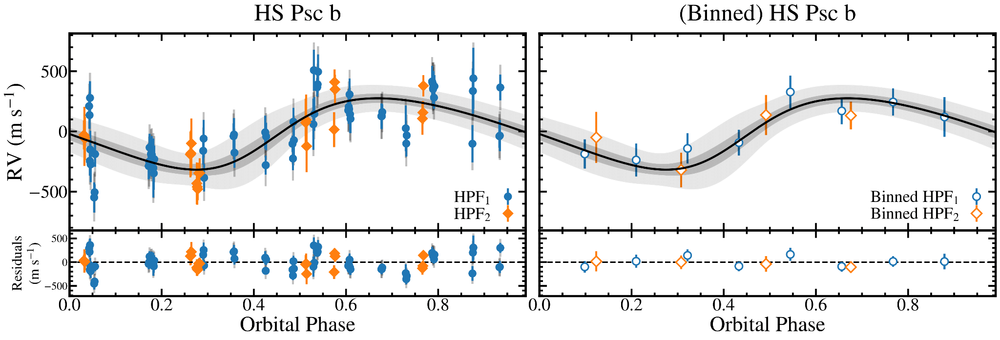 HS Psc b
(Binned) HS Psc b
RV (m s⁻¹)
500
0
−500
HPF₁
HPF₂
Binned HPF₁
Binned HPF₂
Residuals
(m s⁻¹)
500
0
−500
0.0 0.2 0.4 0.6 0.8
0.0 0.2 0.4 0.6 0.8
Orbital Phase
Orbital Phase